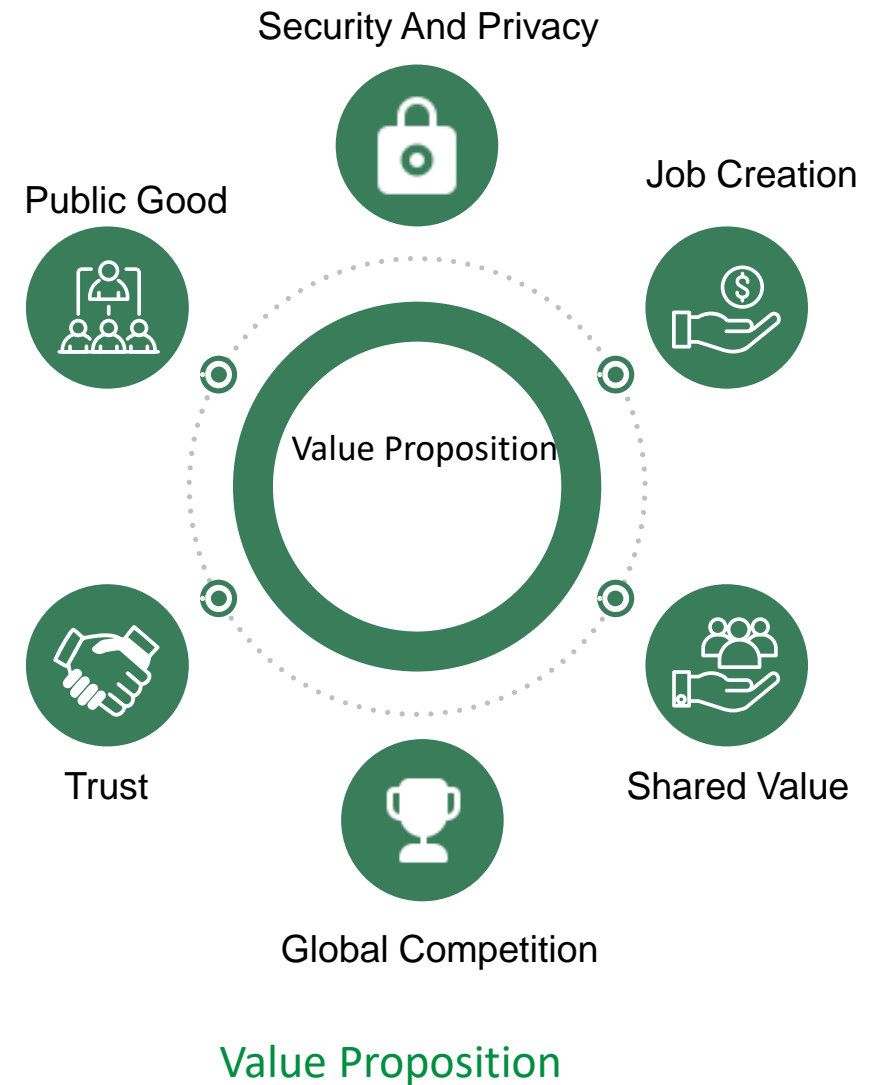 Security And Privacy
Job Creation
Public Good
Value Proposition
Trust
Shared Value
Global Competition
Value Proposition